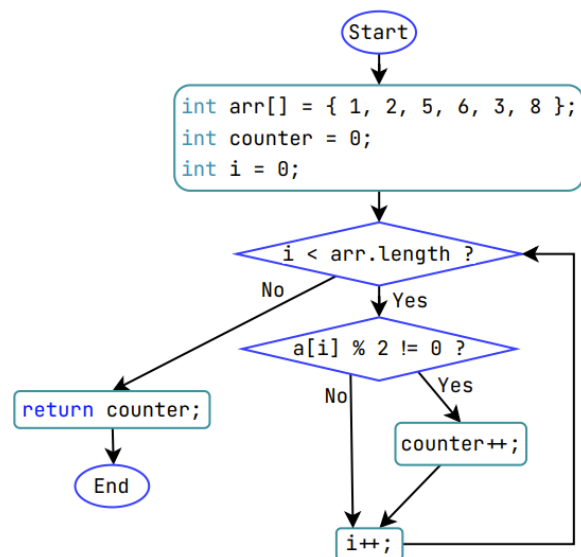 Start
int arr[] = { 1, 2, 5, 6, 3, 8 };
int counter = 0;
int i = 0;
i < arr.length ?
No
Yes
a[i] % 2 != 0 ?
No
Yes
return counter;
counter++;
End
i++;